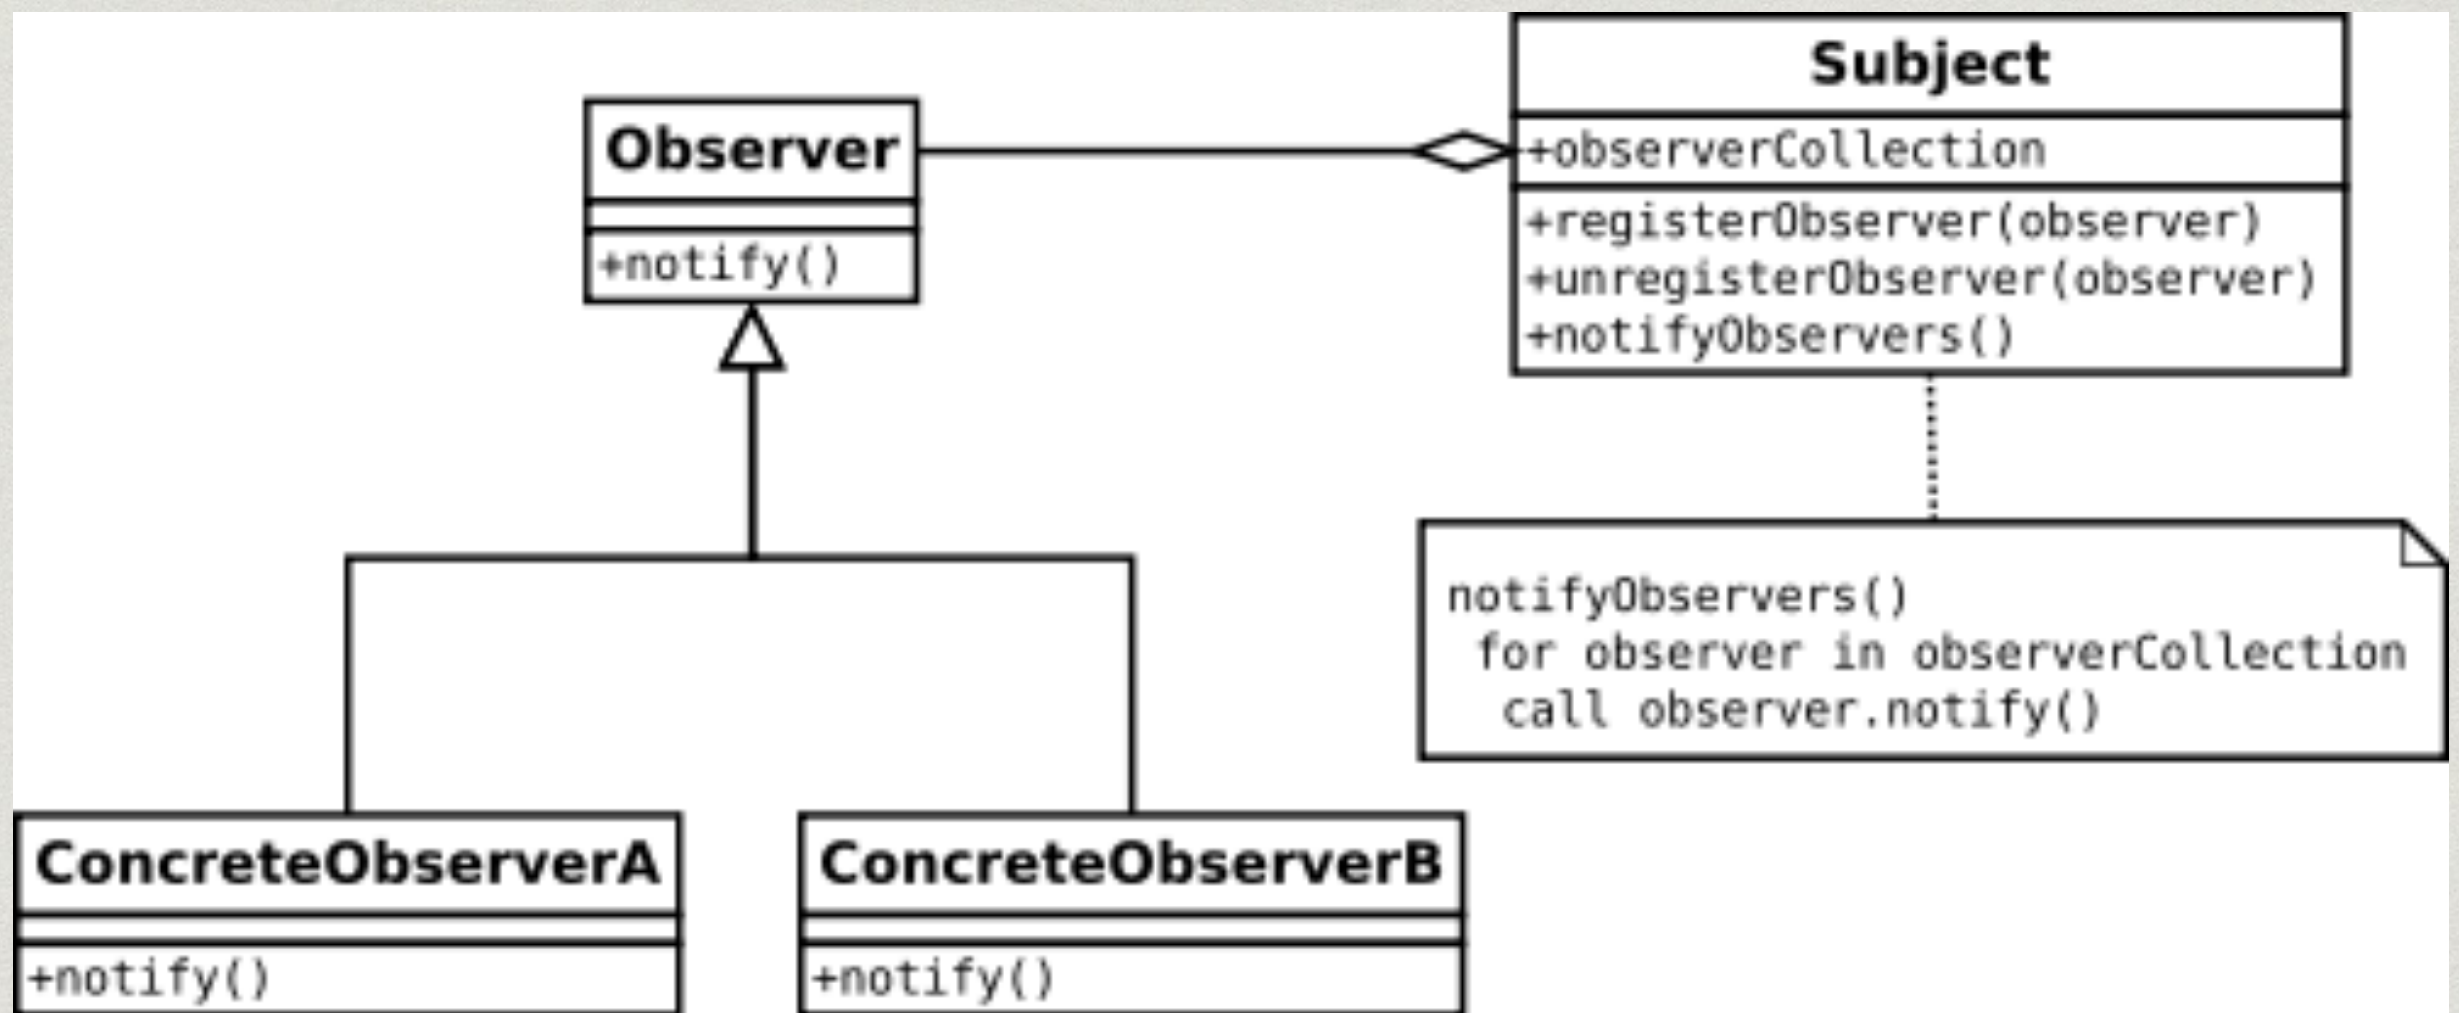 Subject
+observerCollection
+registerObserver(observer)
+unregisterObserver(observer)
+notifyObservers()
Observer
+notify()
notifyObservers()
for observer in observerCollection
call observer.notify()
ConcreteObserverA
+notify()
ConcreteObserverB
+notify()